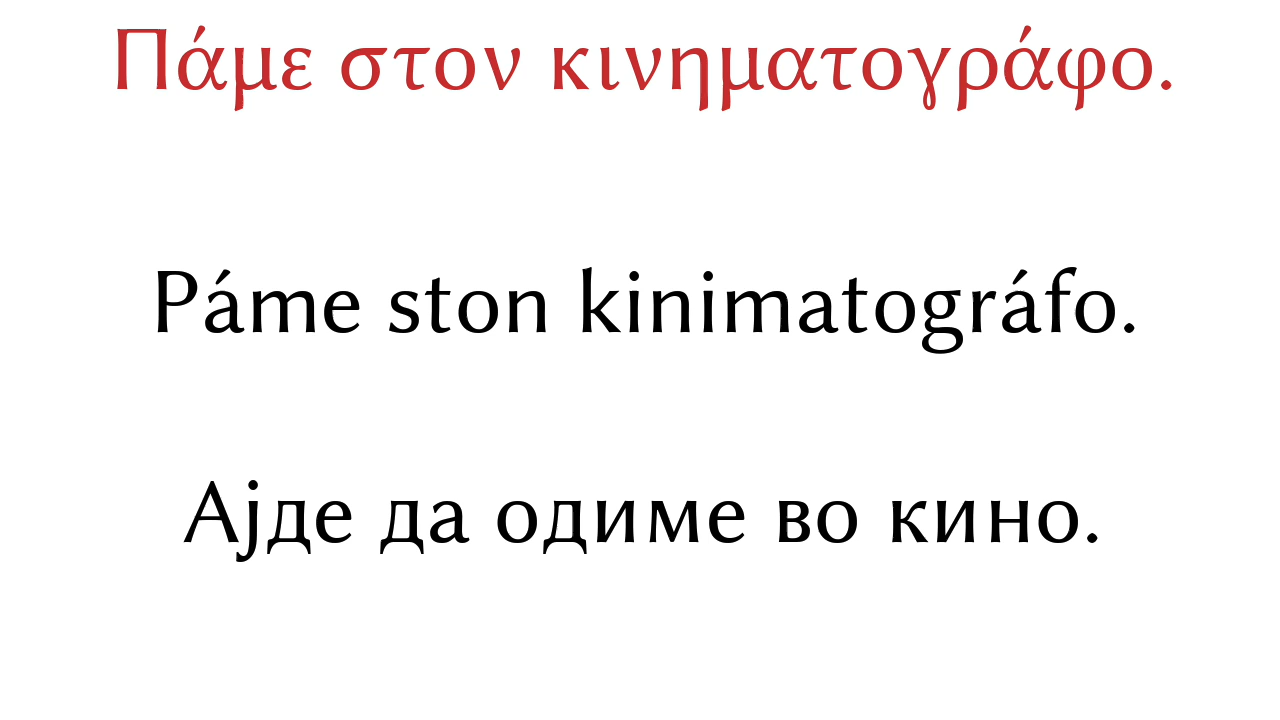 Πάμε στον κινηματογράφο.
Páme ston kinimatográfo.
Ајде да одиме во кино.